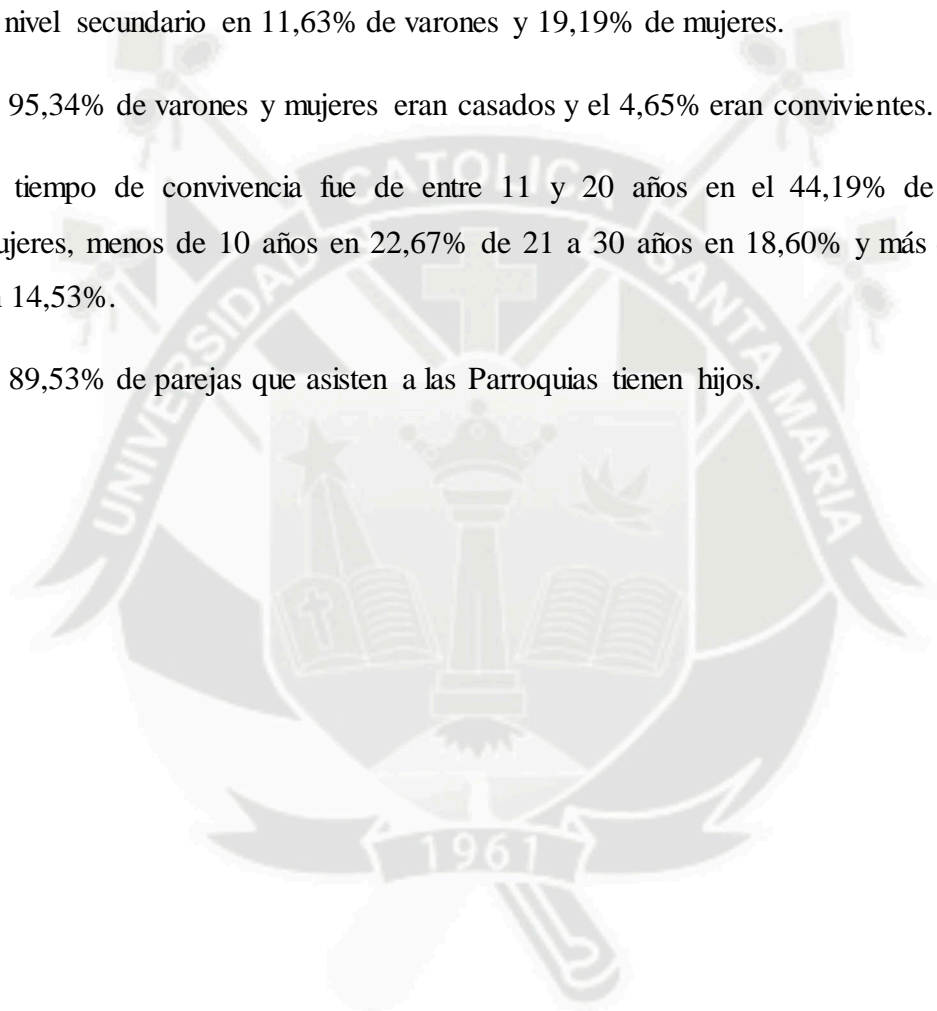 nivel secundario en 11,63% de varones y 19,19% de mujeres.
95,34% de varones y mujeres eran casados y el 4,65% eran convivientes.
tiempo de convivencia fue de entre 11 y 20 años en el 44,19% de
ujeres, menos de 10 años en 22,67% de 21 a 30 años en 18,60% y más
14,53%.
89,53% de parejas que asisten a las Parroquias tienen hijos.
UNIVERSIDAD CATOLICA SANTA MARIA
1961